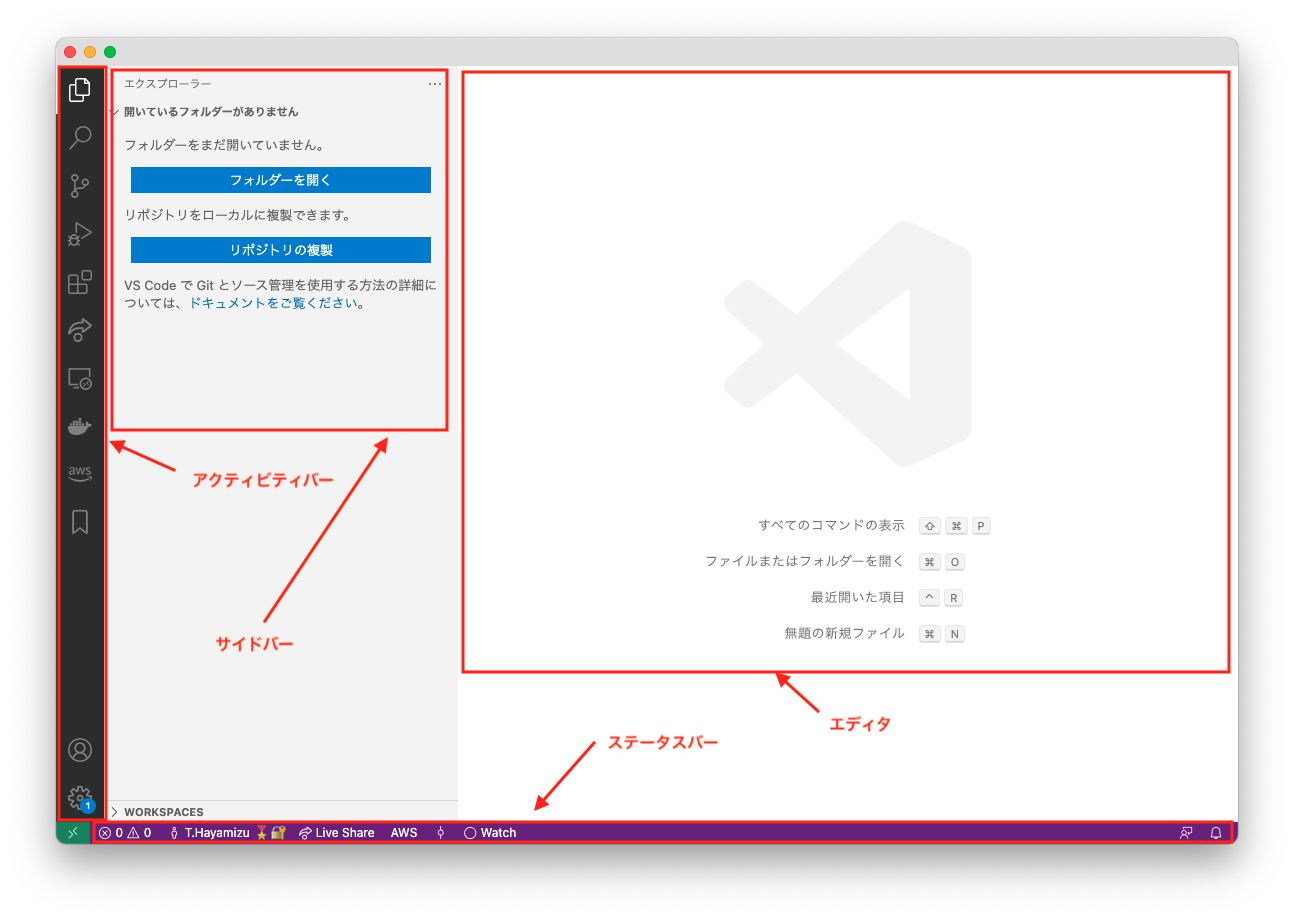 エクスプローラー
開いているフォルダーがありません
フォルダーをまだ開いていません。
フォルダーを開く
リポジトリをローカルに複製できます。
リポジトリの複製
VS Code で Git とソース管理を使用する方法の詳細に
ついては、ドキュメントをご覧ください。
aws
アクティビティバー
サイドバー
すべてのコマンドの表示 ⇧ ⌘ P
ファイルまたはフォルダーを開く ⌘ O
最近開いた項目 ^ R
無題の新規ファイル ⌘ N
エディタ
ステータスバー
1
WORKSPACES
0 0 T.Hayamizu Live Share AWS Watch